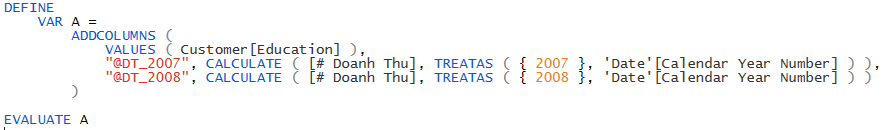 DEFINE
VAR A =
ADDCOLUMNS (
VALUES ( Customer[Education] ),
"@DT_2007", CALCULATE ( [# Doanh Thu], TREATAS ( { 2007 }, 'Date'[Calendar Year Number] ) ),
"@DT_2008", CALCULATE ( [# Doanh Thu], TREATAS ( { 2008 }, 'Date'[Calendar Year Number] ) )
)
EVALUATE A